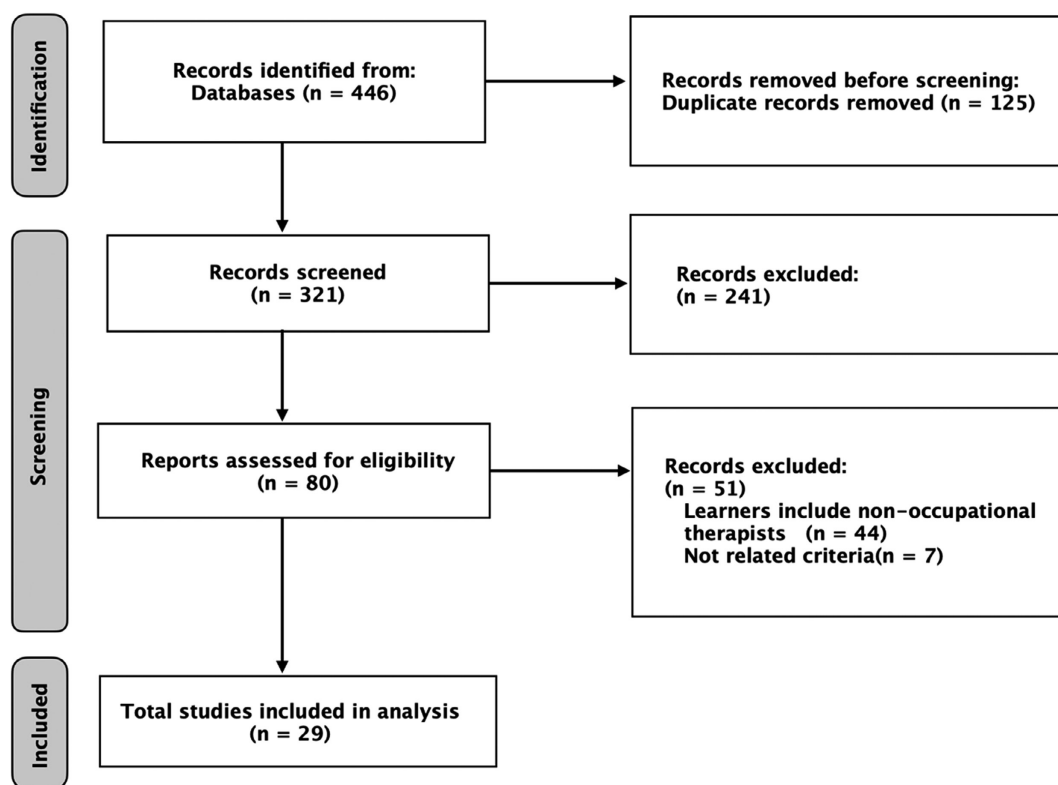 Identification
Records identified from:
Databases (n = 446)
Records removed before screening:
Duplicate records removed (n = 125)
Screening
Records screened
(n = 321)
Records excluded:
(n = 241)
Reports assessed for eligibility
(n = 80)
Records excluded:
(n = 51)
Learners include non-occupational
therapists (n = 44)
Not related criteria(n = 7)
Included
Total studies included in analysis
(n = 29)